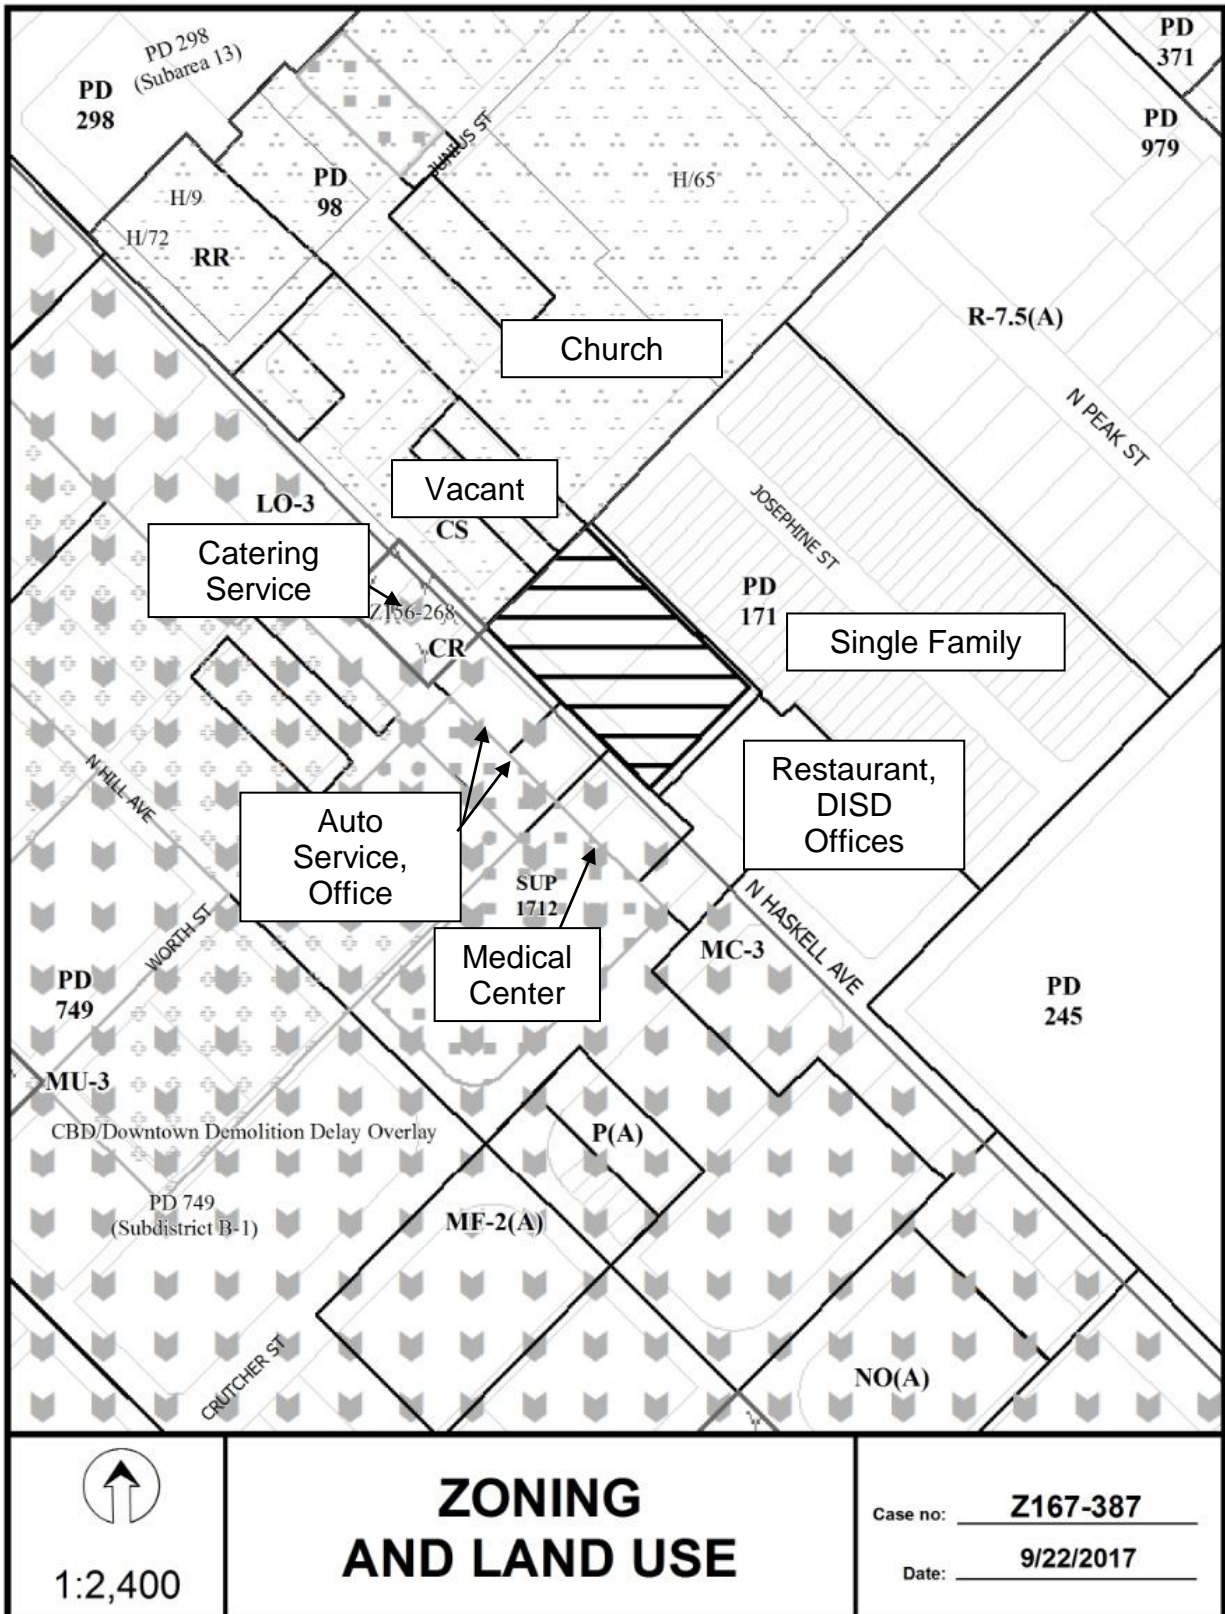 PD 298
(Subarea 13)
PD
298
PD
371
PD
979
JUNIUS ST
PD
98
H/65
H/9
H/72
RR
R-7.5(A)
Church
N PEAK ST
Vacant
LO-3
CS
JOSEPHINE ST
Catering
Service
Z156-268
CR
PD
171
Single Family
N HILL AVE
Restaurant,
DISD
Offices
Auto
Service,
Office
SUP
1712
N HASKELL AVE
WORTH ST
Medical
Center
MC-3
PD
749
PD
245
MU-3
CBD/Downtown Demolition Delay Overlay
P(A)
PD 749
(Subdistrict B-1)
MF-2(A)
CRUTCHER ST
NO(A)
1:2,400
ZONING
AND LAND USE
Case no: Z167-387
Date: 9/22/2017